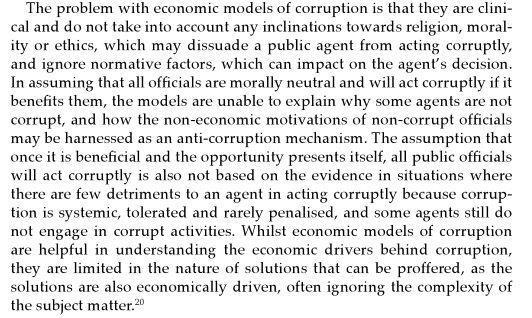 The problem with economic models of corruption is that they are clini-
cal and do not take into account any inclinations towards religion, moral-
ity or ethics, which may dissuade a public agent from acting corruptly,
and ignore normative factors, which can impact on the agent's decision.
In assuming that all officials are morally neutral and will act corruptly if it
benefits them, the models are unable to explain why some agents are not
corrupt, and how the non-economic motivations of non-corrupt officials
may be harnessed as an anti-corruption mechanism. The assumption that
once it is beneficial and the opportunity presents itself, all public officials
will act corruptly is also not based on the evidence in situations where
there are few detriments to an agent in acting corruptly because corrup-
tion is systemic, tolerated and rarely penalised, and some agents still do
not engage in corrupt activities. Whilst economic models of corruption
are helpful in understanding the economic drivers behind corruption,
they are limited in the nature of solutions that can be proffered, as the
solutions are also economically driven, often ignoring the complexity of
the subject matter.20